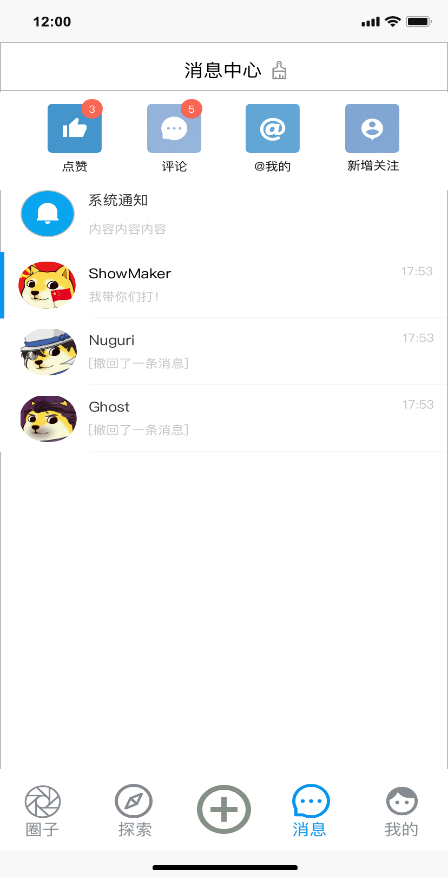 12:00
消息中心
3
5
点赞
评论
@我的
新增关注
系统通知
内容内容内容
ShowMaker
17:53
我带你们打!
Nuguri
17:53
[撤回了一条消息]
Ghost
17:53
[撤回了一条消息]
圈子
探索
消息
我的